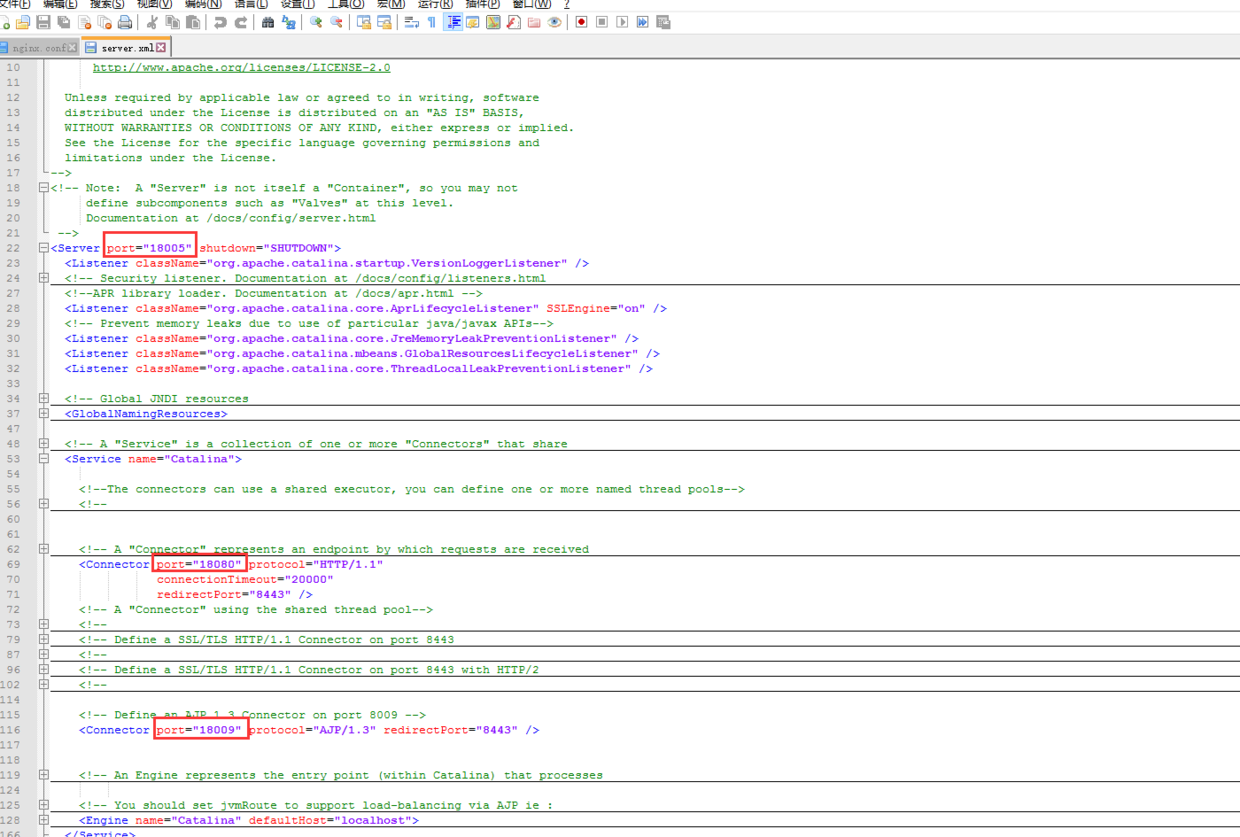 文件(F) 编辑(E) 搜索(S) 视图(V) 编码(N) 语言(L) 设置(T) 工具(O) 宏(M) 运行(R) 插件(P) 窗口(W) ?
nginx.conf server.xml
10 http://www.apache.org/licenses/LICENSE-2.0
11
12 Unless required by applicable law or agreed to in writing, software
13 distributed under the License is distributed on an "AS IS" BASIS,
14 WITHOUT WARRANTIES OR CONDITIONS OF ANY KIND, either express or implied.
15 See the License for the specific language governing permissions and
16 limitations under the License.
17 -->
18 <!-- Note:  A "Server" is not itself a "Container", so you may not
19 define subcomponents such as "Valves" at this level.
20 Documentation at /docs/config/server.html
21 -->
22 <Server port="18005" shutdown="SHUTDOWN">
23 <Listener className="org.apache.catalina.startup.VersionLoggerListener" />
24 <!-- Security listener. Documentation at /docs/config/listeners.html
27 <!--APR library loader. Documentation at /docs/apr.html -->
28 <Listener className="org.apache.catalina.core.AprLifecycleListener" SSLEngine="on" />
29 <!-- Prevent memory leaks due to use of particular java/javax APIs-->
30 <Listener className="org.apache.catalina.core.JreMemoryLeakPreventionListener" />
31 <Listener className="org.apache.catalina.mbeans.GlobalResourcesLifecycleListener" />
32 <Listener className="org.apache.catalina.core.ThreadLocalLeakPreventionListener" />
33
34 <!-- Global JNDI resources
37 <GlobalNamingResources>
47
48 <!-- A "Service" is a collection of one or more "Connectors" that share
53 <Service name="Catalina">
54
55 <!--The connectors can use a shared executor, you can define one or more named thread pools-->
56 <!--
60
61
62 <!-- A "Connector" represents an endpoint by which requests are received
69 <Connector port="18080" protocol="HTTP/1.1"
70 connectionTimeout="20000"
71 redirectPort="8443" />
72 <!-- A "Connector" using the shared thread pool-->
73 <!--
79 <!-- Define a SSL/TLS HTTP/1.1 Connector on port 8443
87 <!--
96 <!-- Define a SSL/TLS HTTP/1.1 Connector on port 8443 with HTTP/2
102 <!--
114
115 <!-- Define an AJP 1.3 Connector on port 8009 -->
116 <Connector port="18009" protocol="AJP/1.3" redirectPort="8443" />
117
118
119 <!-- An Engine represents the entry point (within Catalina) that processes
124
125 <!-- You should set jvmRoute to support load-balancing via AJP ie :
128 <Engine name="Catalina" defaultHost="localhost">
166 </Service>